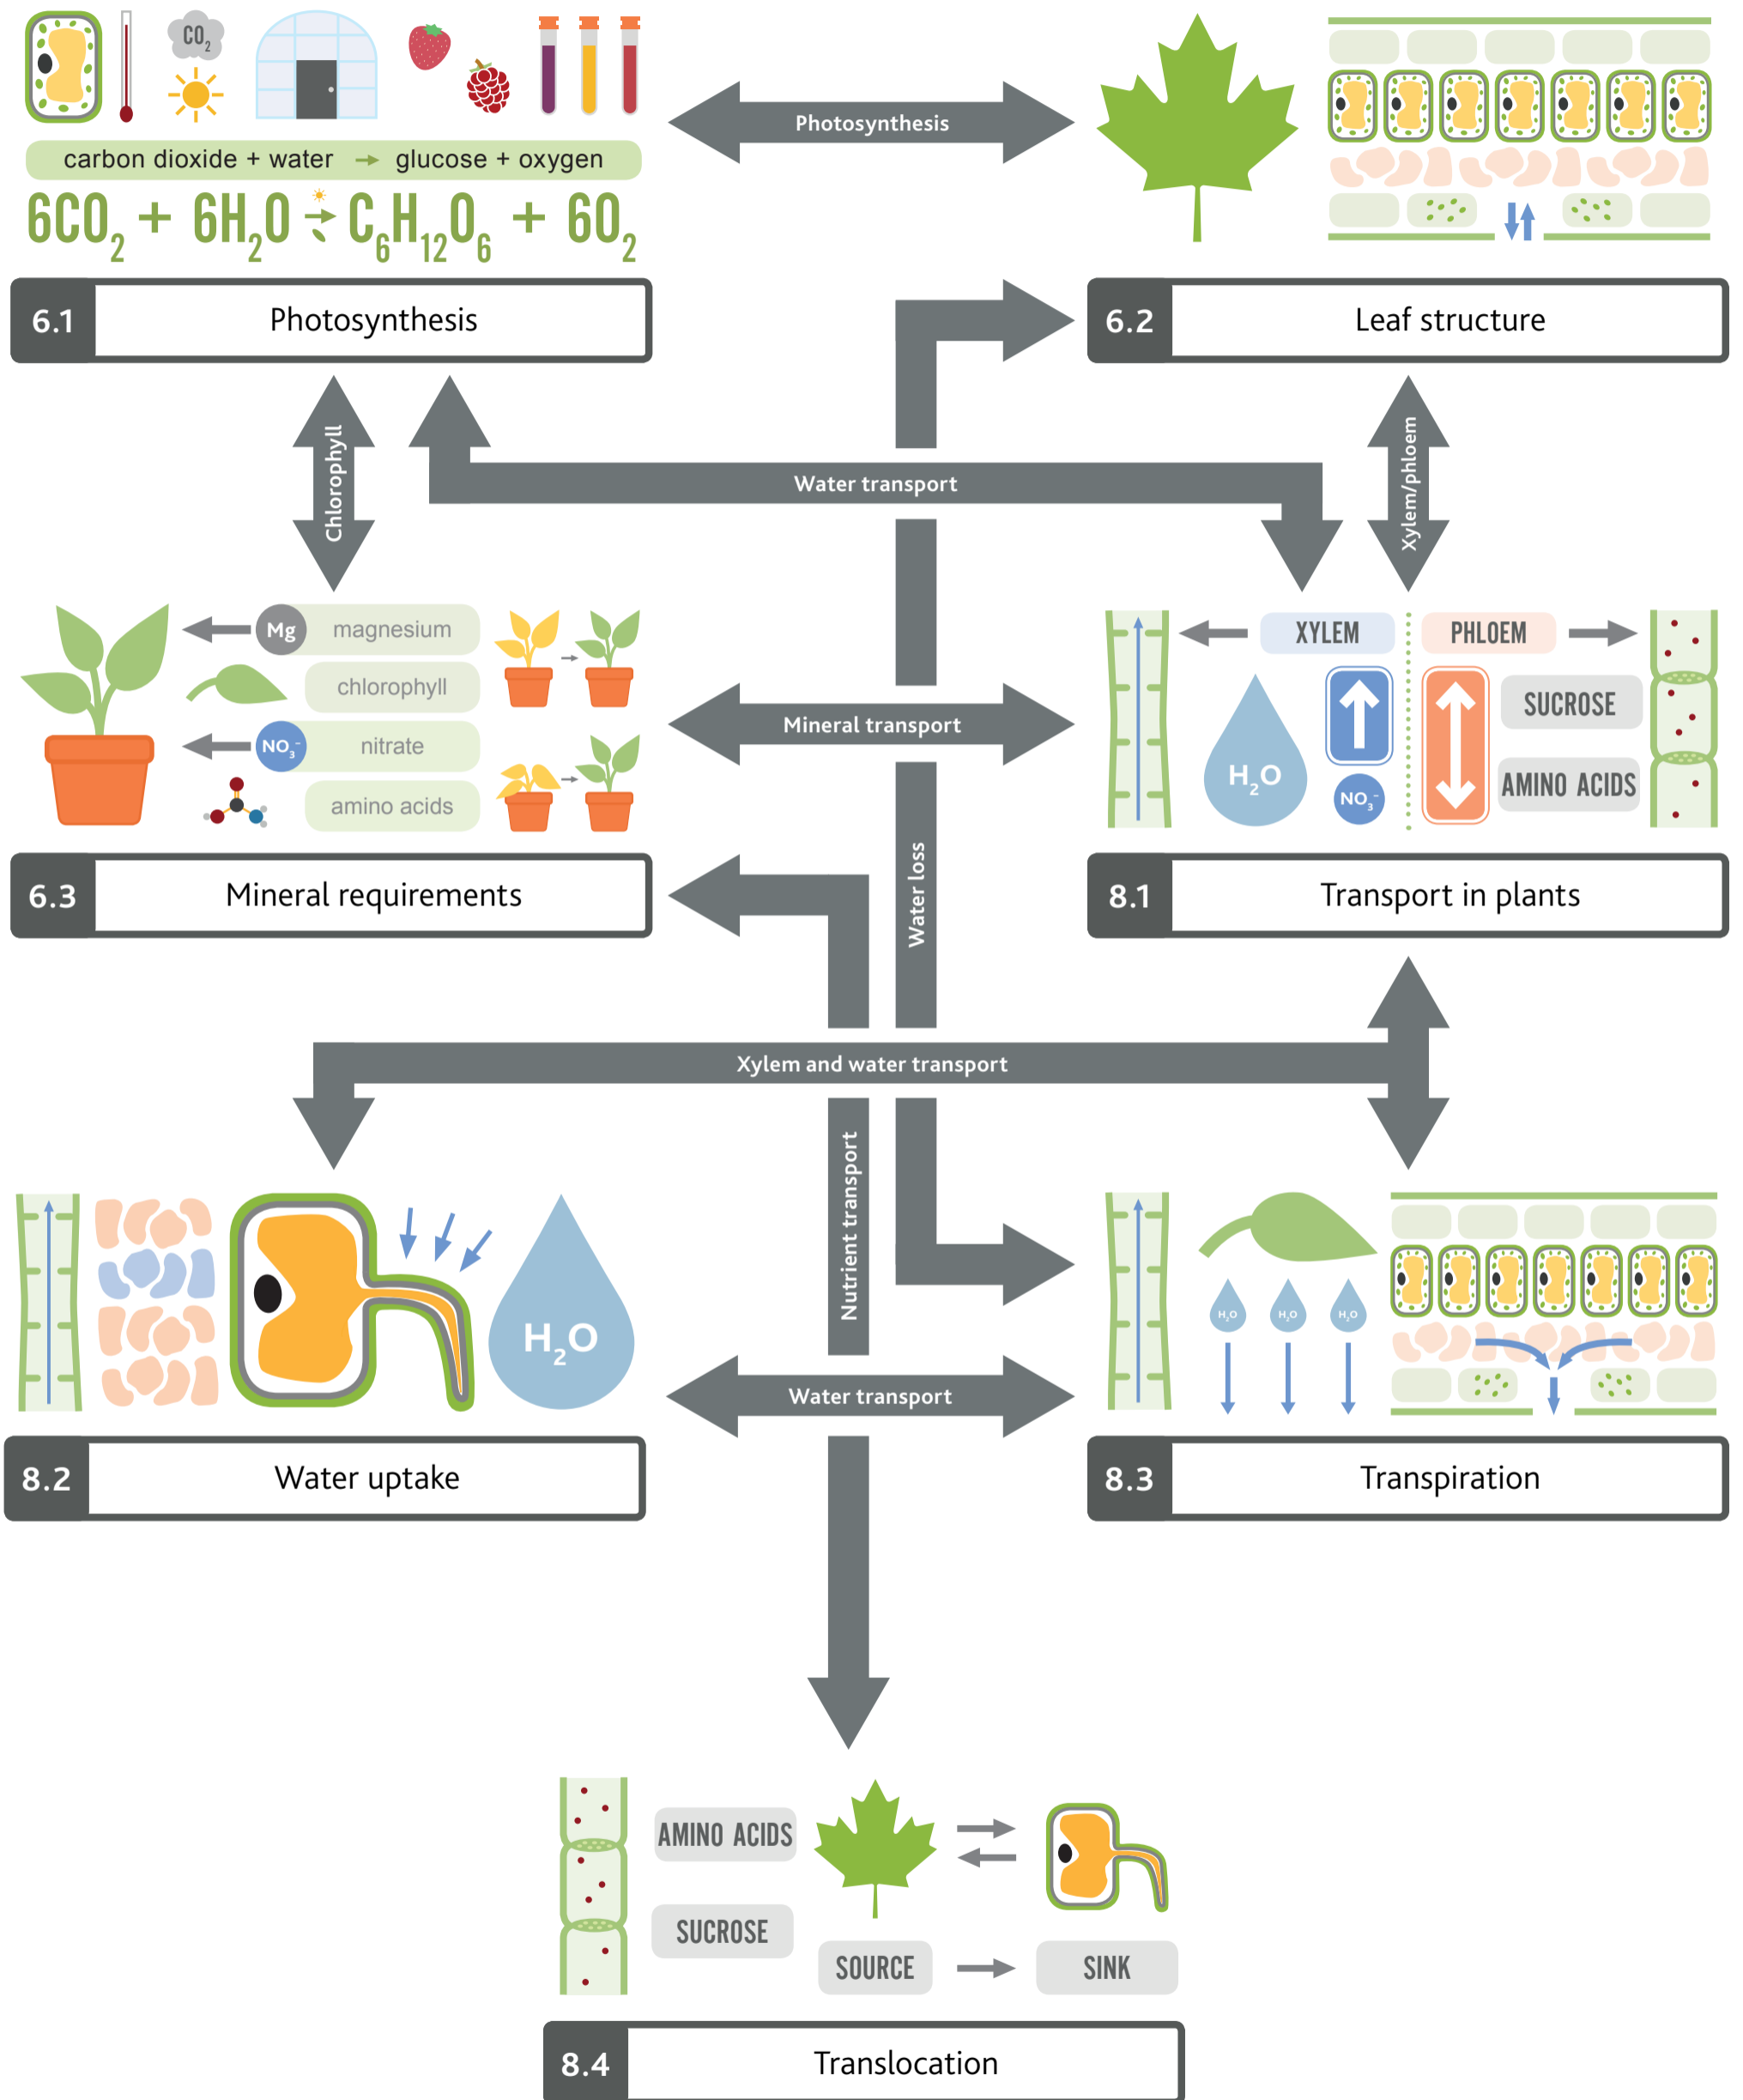 CO2
carbon dioxide + water → glucose + oxygen
6CO2 + 6H2O → C6H12O6 + 6O2
Photosynthesis
6.1 Photosynthesis
6.2 Leaf structure
Chlorophyll
Water transport
Xylem/phloem
Mg magnesium
chlorophyll
NO3⁻ nitrate
amino acids
Mineral transport
XYLEM
PHLOEM
H2O
NO3⁻
SUCROSE
AMINO ACIDS
6.3 Mineral requirements
Water loss
8.1 Transport in plants
Xylem and water transport
Nutrient transport
H2O
Water transport
H2O H2O H2O
8.2 Water uptake
8.3 Transpiration
AMINO ACIDS
SUCROSE
SOURCE → SINK
8.4 Translocation